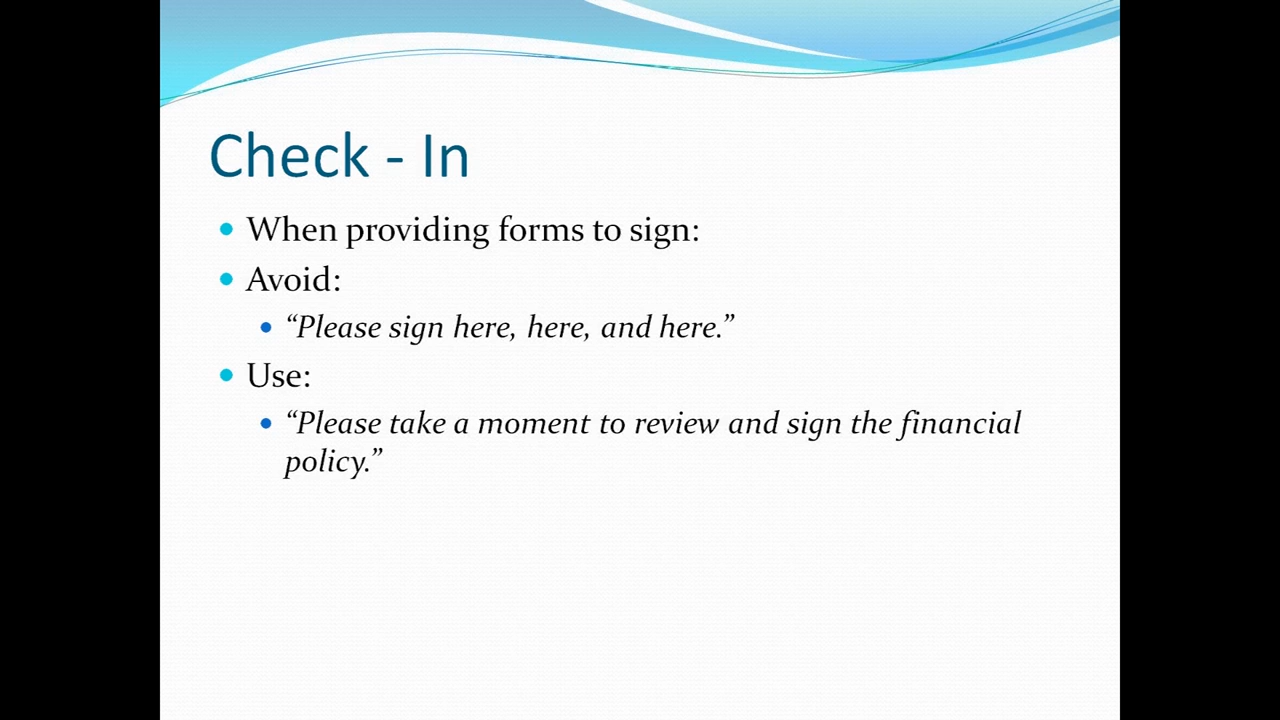 Check - In
When providing forms to sign:
Avoid:
“Please sign here, here, and here.”
Use:
“Please take a moment to review and sign the financial
policy.”